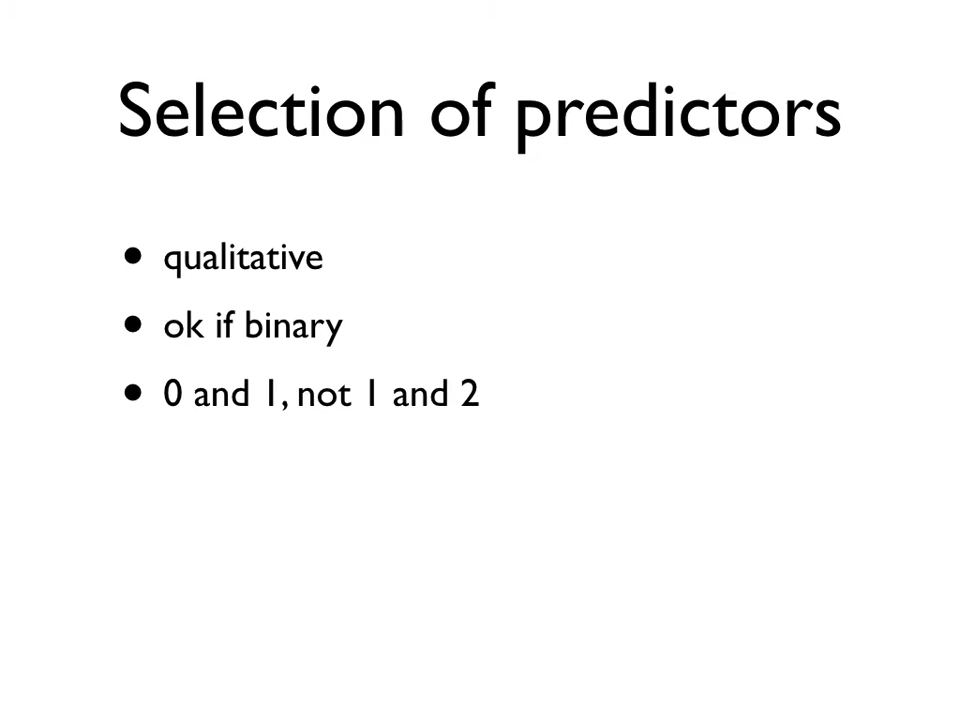 Selection of predictors
• qualitative
• ok if binary
• 0 and 1, not 1 and 2